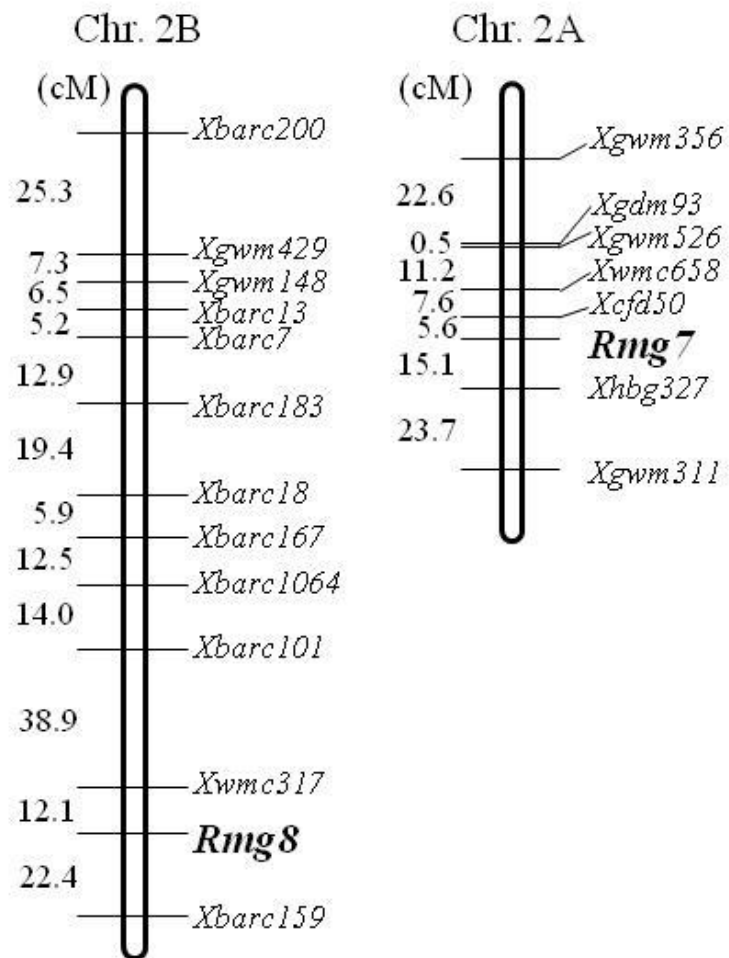 Chr. 2B
(cM)
Xbarc200
25.3
Xgwm429
7.3
Xgwm148
6.5
Xbarc13
5.2
Xbarc7
12.9
Xbarc183
19.4
Xbarc18
5.9
Xbarc167
12.5
Xbarc1064
14.0
Xbarc101
38.9
Xwmc317
12.1
Rmg8
22.4
Xbarc159
Chr. 2A
(cM)
Xgwm356
22.6
Xgdm93
0.5
Xgwm526
11.2
Xwmc658
7.6
Xcfd50
5.6
Rmg7
15.1
Xhbg327
23.7
Xgwm311